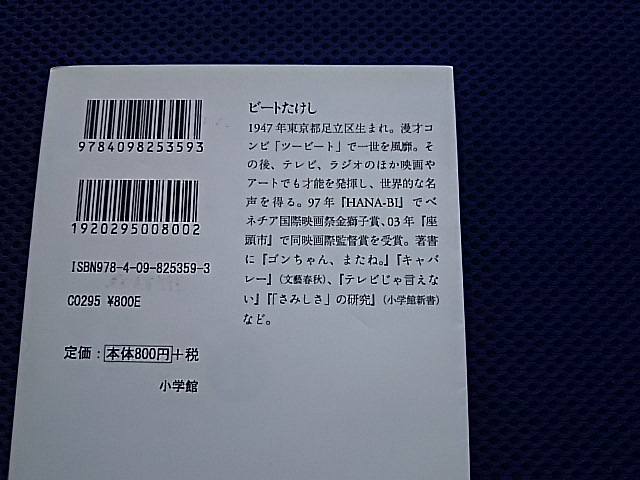 9784098253593
1920295008002
ISBN978-4-09-825359-3
C0295 ¥800E
定価：本体800円+税
小学館
ビートたけし
1947年東京都足立区生まれ。漫才コ
ンビ「ツービート」で一世を風靡。そ
の後、テレビ、ラジオのほか映画や
アートでも才能を発揮し、世界的な名
声を得る。97年『HANA-BI』でベ
ネチア国際映画祭金獅子賞、03年『座
頭市』で同映画祭監督賞を受賞。著書
に『ゴンちゃん、またね。』『キャバ
レー』（文藝春秋）、『テレビじゃ言えな
い』『「さみしさ」の研究』（小学館新書）
など。